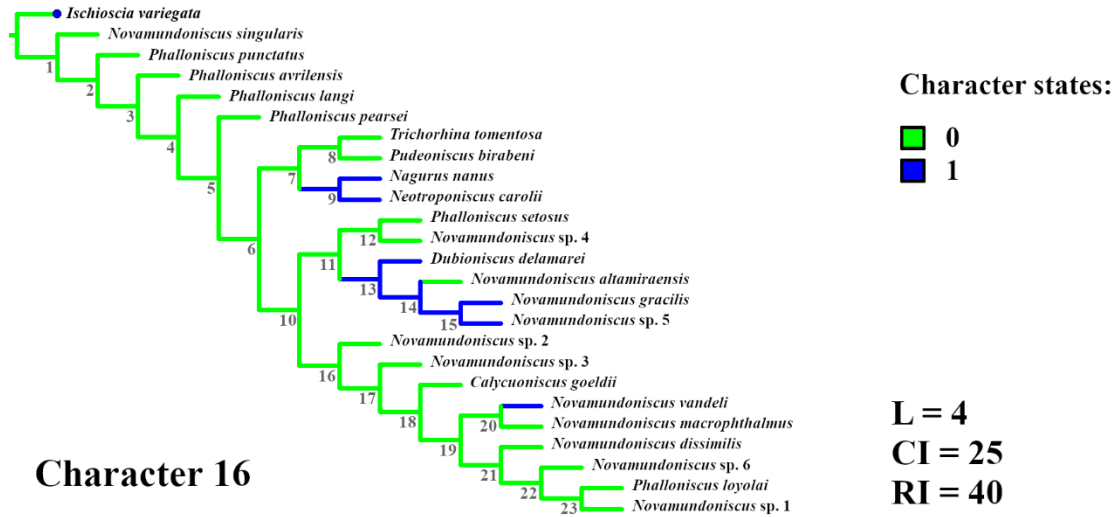 Ischioscia variegata
Novamundoniscus singularis
1
Phalloniscus punctatus
2
Phalloniscus avrilensis
3
Phalloniscus langi
4
Phalloniscus pearsei
5
Trichorhina tomentosa
8
Pudeoniscus birabeni
7
Nagurus nanus
9
Neotroponiscus carolii
6
Phalloniscus setosus
12
Novamundoniscus sp. 4
11
Dubioniscus delamarei
13
Novamundoniscus altamiraensis
14
Novamundoniscus gracilis
15
Novamundoniscus sp. 5
10
Novamundoniscus sp. 2
16
Novamundoniscus sp. 3
17
Calycuoniscus goeldii
18
Novamundoniscus vandeli
20
Novamundoniscus macrophthalmus
19
Novamundoniscus dissimilis
21
Novamundoniscus sp. 6
22
Phalloniscus loyolai
23
Novamundoniscus sp. 1
Character states:
0
1
L = 4
CI = 25
RI = 40
Character 16